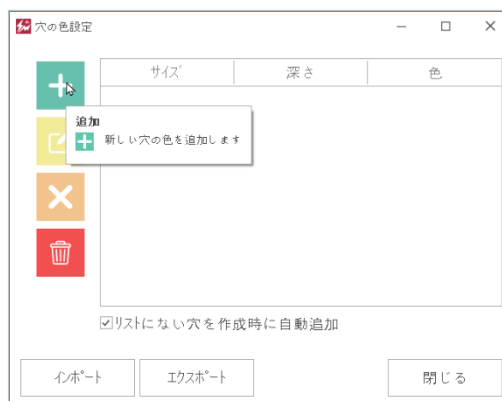 穴の色設定
サイズ 深さ 色
追加
新しい穴の色を追加します
リストにない穴を作成時に自動追加
インポート エクスポート 閉じる